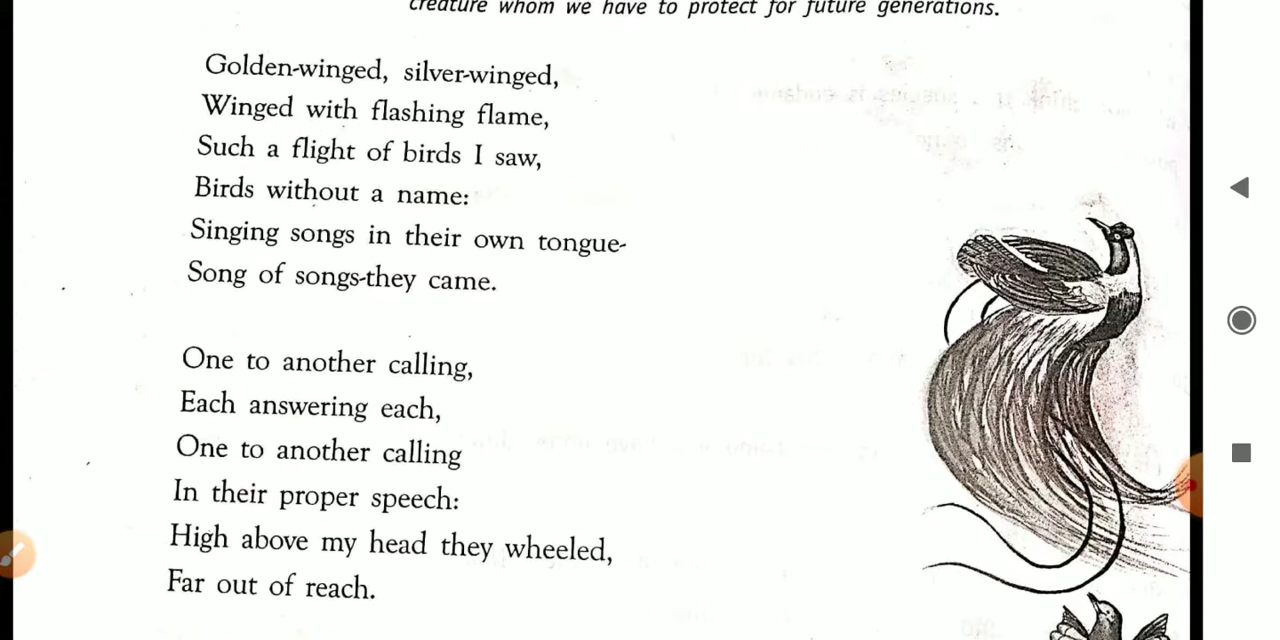 creature whom we have to protect for future generations.
Golden-winged, silver-winged,
Winged with flashing flame,
Such a flight of birds I saw,
Birds without a name:
Singing songs in their own tongue-
Song of songs-they came.
One to another calling,
Each answering each,
One to another calling
In their proper speech:
High above my head they wheeled,
Far out of reach.